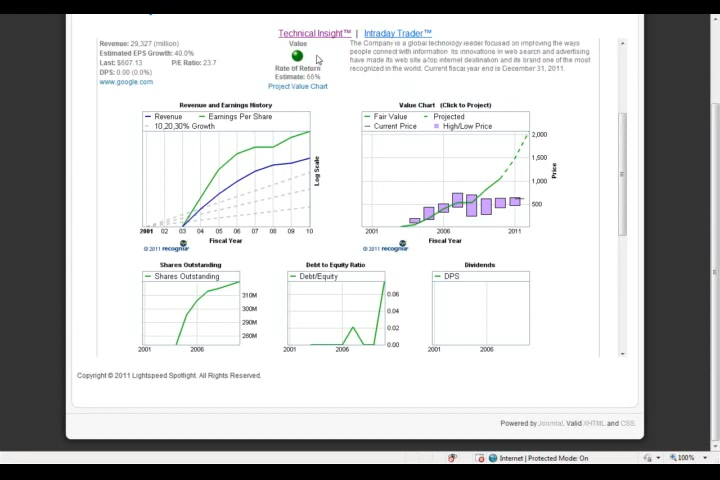 Technical Insight™ | Intraday Trader™
Revenue: 29,327 (million)
Estimated EPS Growth: 40.0%
Last: $607.13 P/E Ratio: 23.7
DPS: 0.00 (0.0%)
www.google.com
Value
Rate of Return
Estimate: 66%
Project Value Chart
The Company is a global technology leader focused on improving the ways
people connect with information. Its innovations in web search and advertising
have made its web site a top internet destination and its brand one of the most
recognized in the world. Current fiscal year end is December 31, 2011.
Revenue and Earnings History
Revenue Earnings Per Share
10,20,30% Growth
Log Scale
2001 02 03 04 05 06 07 08 09 10
Fiscal Year
© 2011 recognia
Value Chart (Click to Project)
Fair Value Projected
Current Price High/Low Price
2,000
1,500
1,000
500
Price
2001 2006 2011
Fiscal Year
© 2011 recognia
Shares Outstanding
Shares Outstanding
310M
300M
290M
280M
2001 2006
Debt to Equity Ratio
Debt/Equity
0.06
0.04
0.02
0.00
2001 2006
Dividends
DPS
2001 2006
Copyright © 2011 Lightspeed Spotlight. All Rights Reserved.
Powered by Joomla!, Valid XHTML and CSS.
Internet | Protected Mode: On
100%